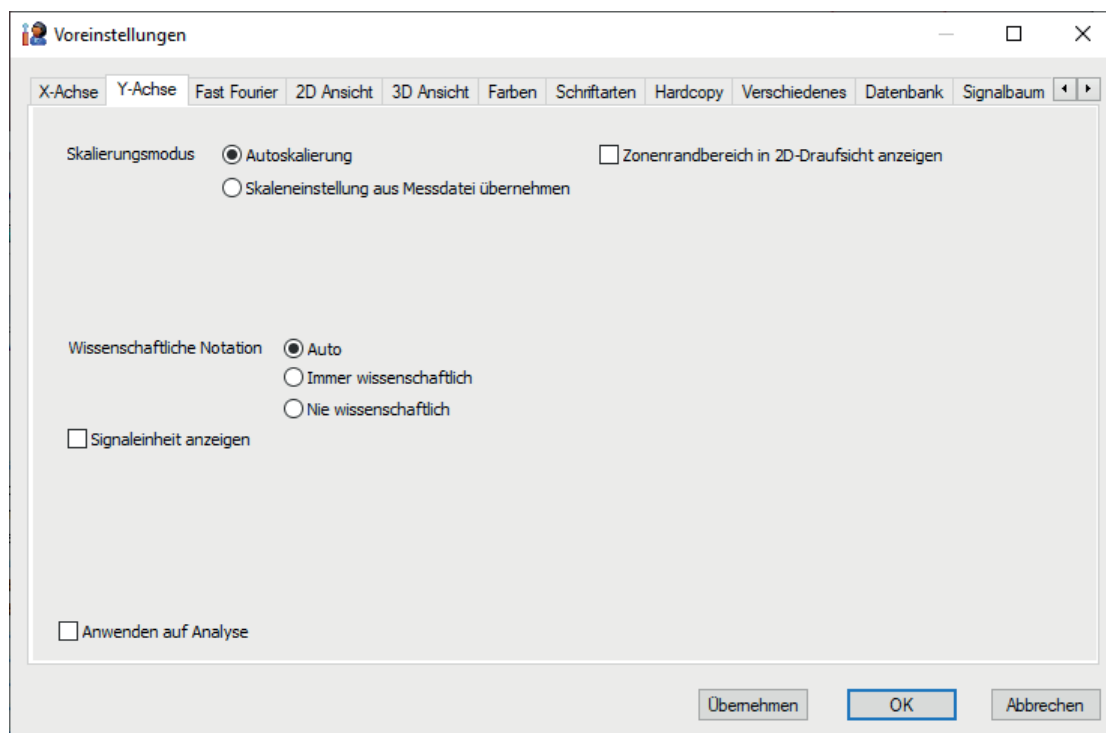 Voreinstellungen
X-Achse Y-Achse Fast Fourier 2D Ansicht 3D Ansicht Farben Schriftarten Hardcopy Verschiedenes Datenbank Signalbaum
Skalierungsmodus Autoskalierung Zonenrandbereich in 2D-Draufsicht anzeigen
Skaleneinstellung aus Messdatei übernehmen
Wissenschaftliche Notation Auto
Immer wissenschaftlich
Nie wissenschaftlich
Signaleinheit anzeigen
Anwenden auf Analyse
Übernehmen OK Abbrechen